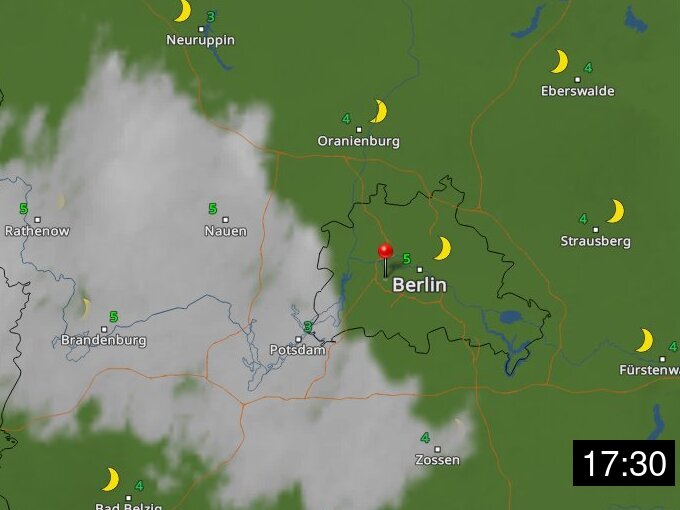 3
Neuruppin
4
Eberswalde
4
Oranienburg
5
Rathenow
5
Nauen
4
Strausberg
5
Berlin
5
Brandenburg
3
Potsdam
4
Fürstenwa
4
Zossen
17:30
4
Bad Belzig